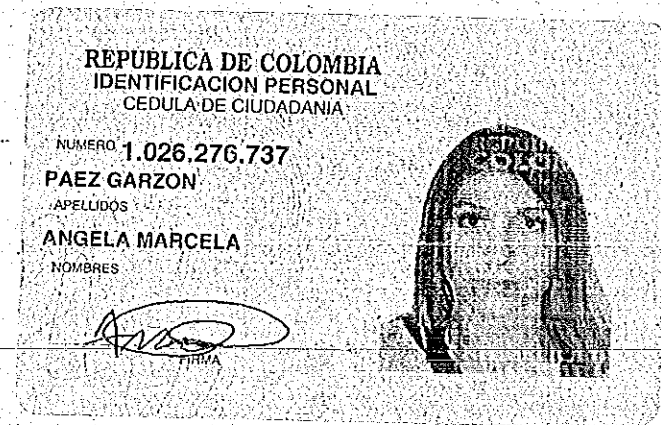 REPUBLICA DE COLOMBIA
IDENTIFICACION PERSONAL
CEDULA DE CIUDADANIA
NUMERO 1.026.276.737
PAEZ GARZON
APELLIDOS
ANGELA MARCELA
NOMBRES
FIRMA